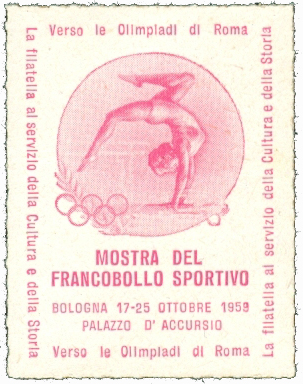 Verso le Olimpiadi di Roma
La filatelia al servizio della Cultura e della Storia
La filatelia al servizio della Cultura e della Storia
MOSTRA DEL
FRANCOBOLLO SPORTIVO
BOLOGNA 17-25 OTTOBRE 1959
PALAZZO D'ACCURSIO
Verso le Olimpiadi di Roma